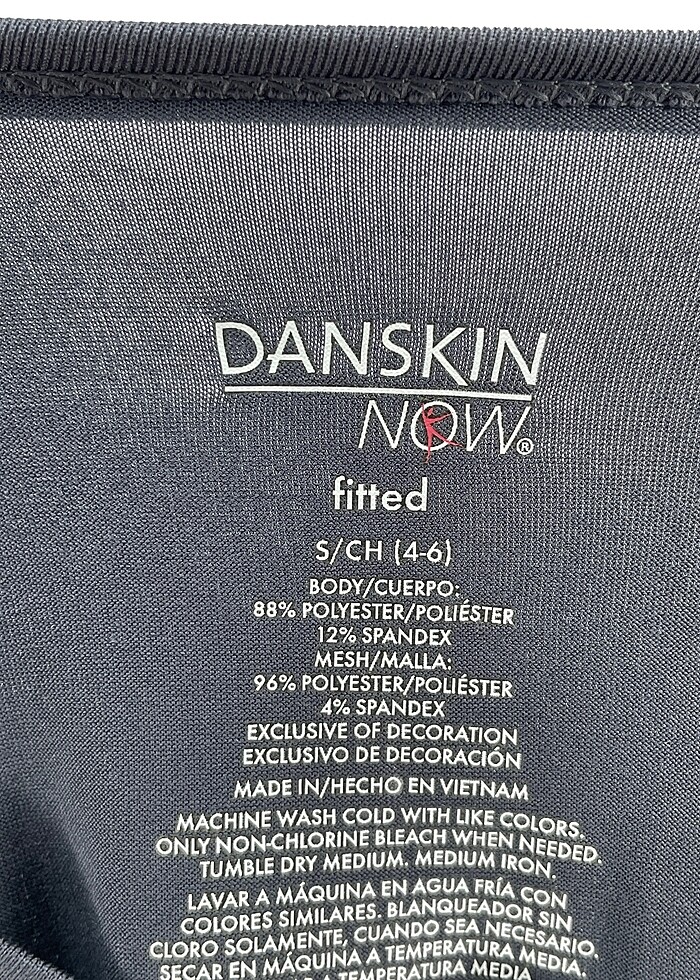 DANSKIN
NOW®
fitted
S/CH (4-6)
BODY/CUERPO:
88% POLYESTER/POLIÉSTER
12% SPANDEX
MESH/MALLA:
96% POLYESTER/POLIÉSTER
4% SPANDEX
EXCLUSIVE OF DECORATION
EXCLUSIVO DE DECORACIÓN
MADE IN/HECHO EN VIETNAM
MACHINE WASH COLD WITH LIKE COLORS.
ONLY NON-CHLORINE BLEACH WHEN NEEDED.
TUMBLE DRY MEDIUM. MEDIUM IRON.
LAVAR A MÁQUINA EN AGUA FRÍA CON
COLORES SIMILARES. BLANQUEADOR SIN
CLORO SOLAMENTE, CUANDO SEA NECESARIO.
SECAR EN MÁQUINA A TEMPERATURA MEDIA
A TEMPERATURA MEDIA